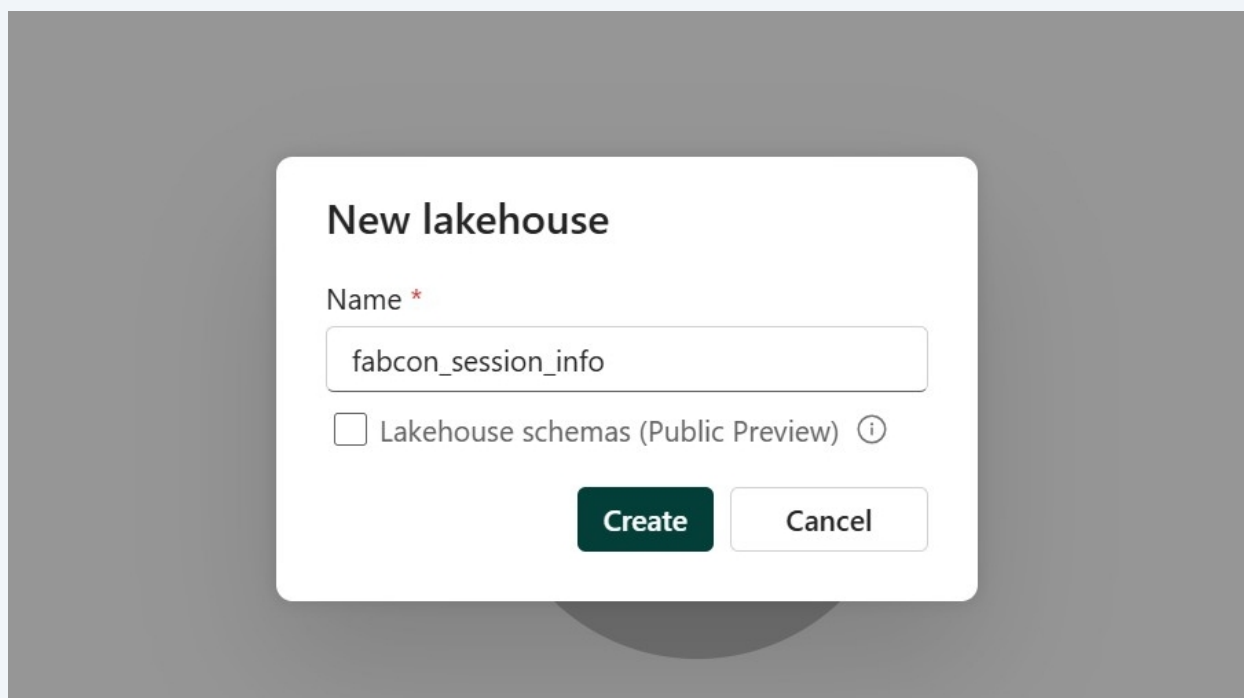 New lakehouse
Name *
fabcon_session_info
Lakehouse schemas (Public Preview)
Create Cancel